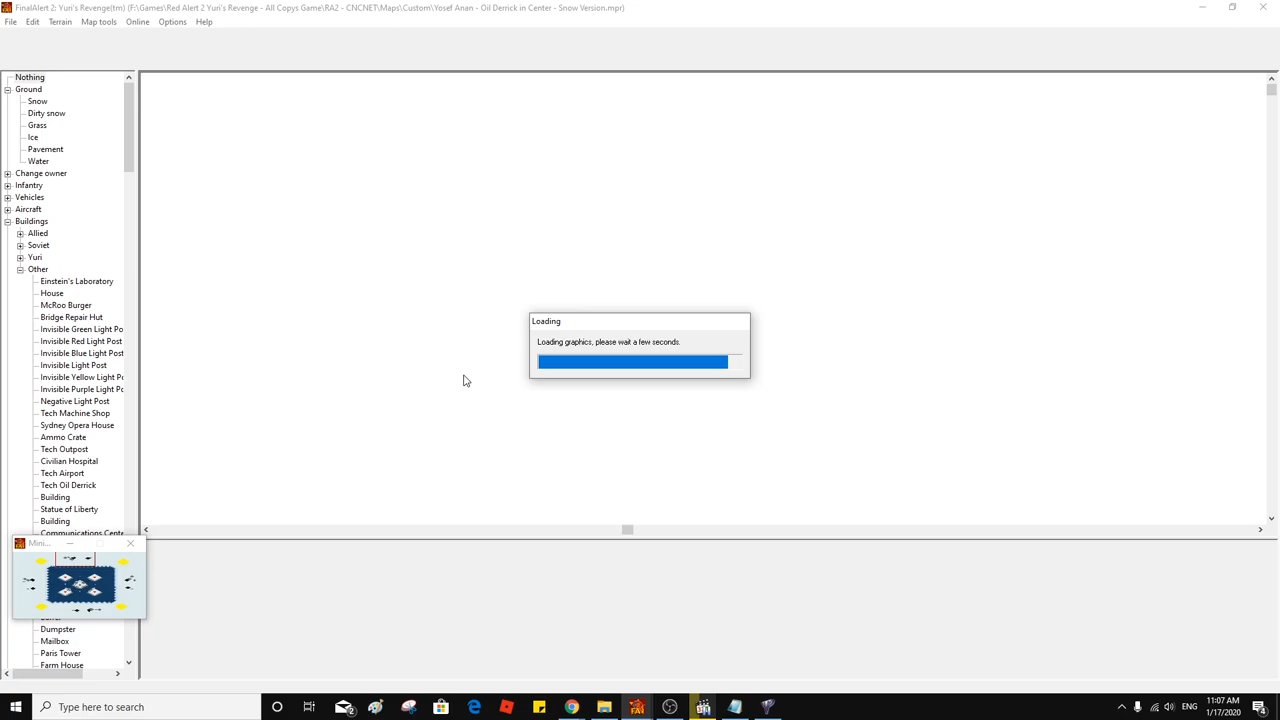 FinalAlert 2: Yuri's Revenge(tm) (F:\Games\Red Alert 2 Yuri's Revenge - All Copys Game\RA2 - CNCNET\Maps\Custom\Yosef Anan - Oil Derrick in Center - Snow Version.mpr)
File Edit Terrain Map tools Online Options Help
Nothing
Ground
Snow
Dirty snow
Grass
Ice
Pavement
Water
Change owner
Infantry
Vehicles
Aircraft
Buildings
Allied
Soviet
Yuri
Other
Einstein's Laboratory
House
McRoo Burger
Bridge Repair Hut
Invisible Green Light Po
Invisible Red Light Post
Invisible Blue Light Post
Invisible Light Post
Invisible Yellow Light Po
Invisible Purple Light Po
Negative Light Post
Tech Machine Shop
Sydney Opera House
Ammo Crate
Tech Outpost
Civilian Hospital
Tech Airport
Tech Oil Derrick
Building
Statue of Liberty
Building
Communications Cente
Mini...
Dumpster
Mailbox
Paris Tower
Farm House
Loading
Loading graphics, please wait a few seconds.
Type here to search
2
ENG
11:07 AM
1/17/2020
4